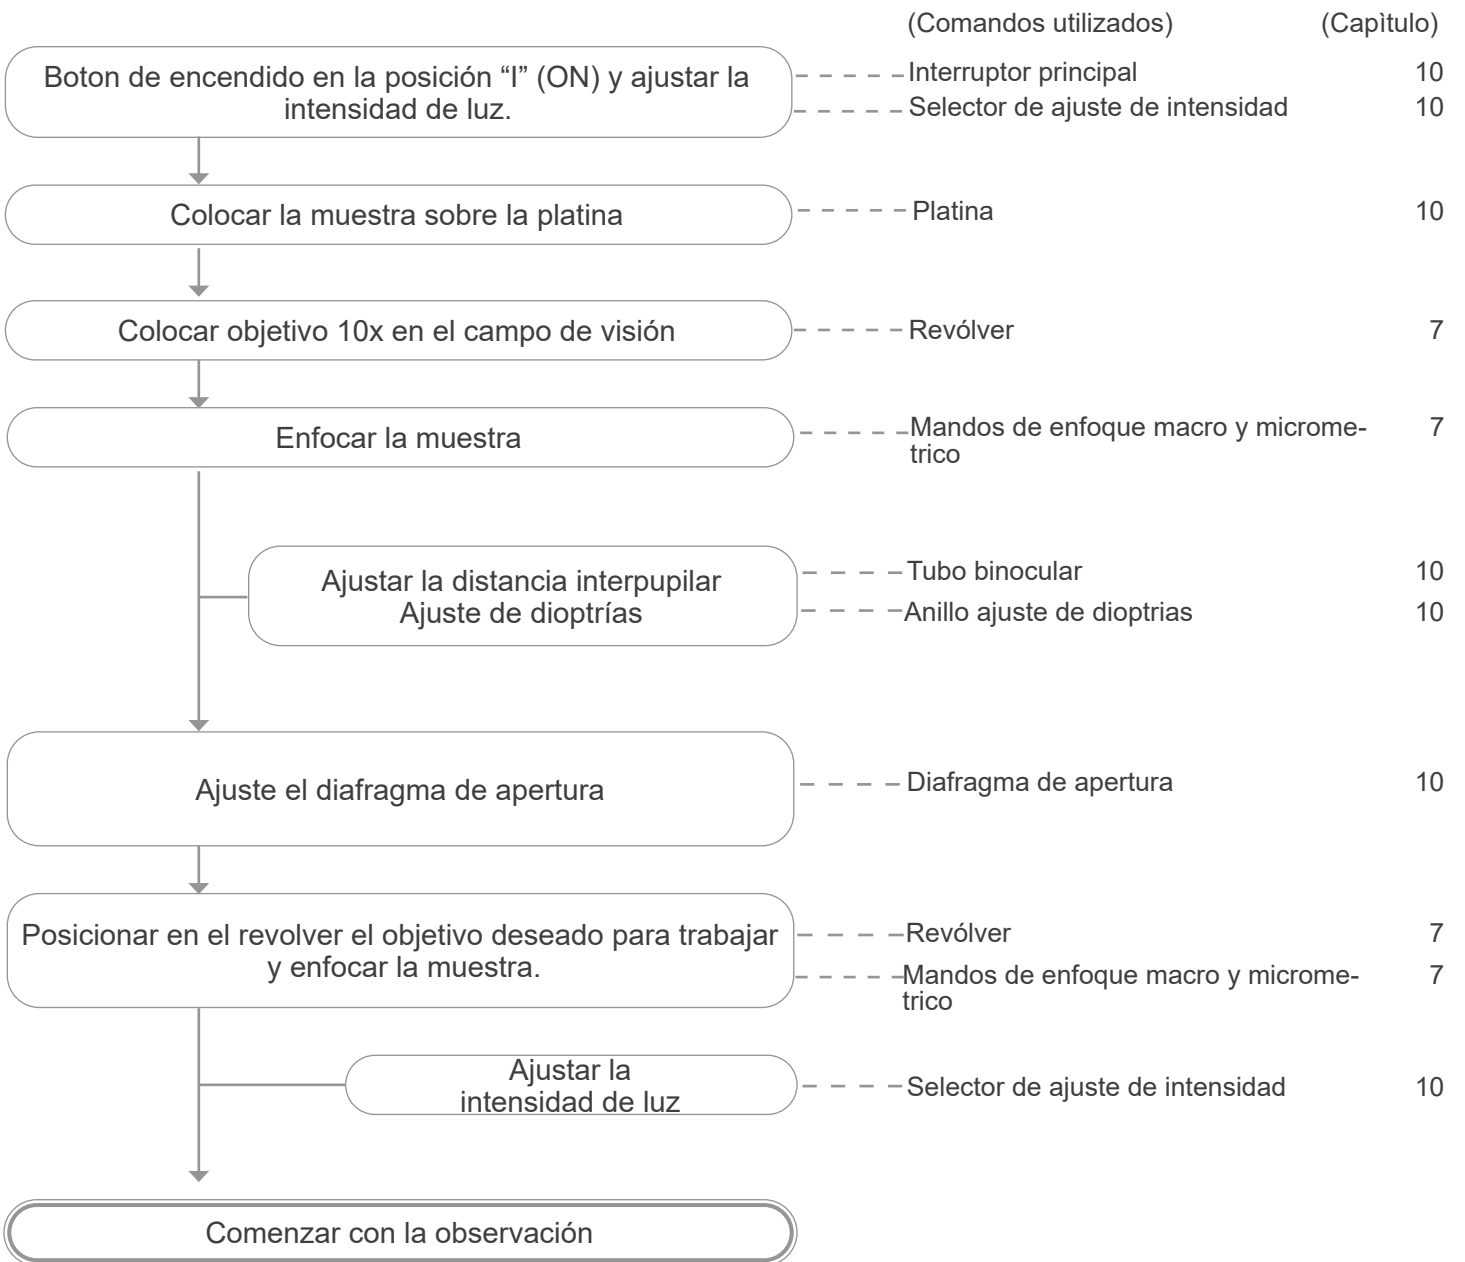 (Comandos utilizados) (Capìtulo)
Boton de encendido en la posición “I” (ON) y ajustar la
intensidad de luz.
Interruptor principal 10
Selector de ajuste de intensidad 10
Colocar la muestra sobre la platina
Platina 10
Colocar objetivo 10x en el campo de visión
Revólver 7
Enfocar la muestra
Mandos de enfoque macro y microme- 7
trico
Ajustar la distancia interpupilar
Ajuste de dioptrías
Tubo binocular 10
Anillo ajuste de dioptrias 10
Ajuste el diafragma de apertura
Diafragma de apertura 10
Posicionar en el revolver el objetivo deseado para trabajar
y enfocar la muestra.
Revólver 7
Mandos de enfoque macro y microme- 7
trico
Ajustar la
intensidad de luz
Selector de ajuste de intensidad 10
Comenzar con la observación